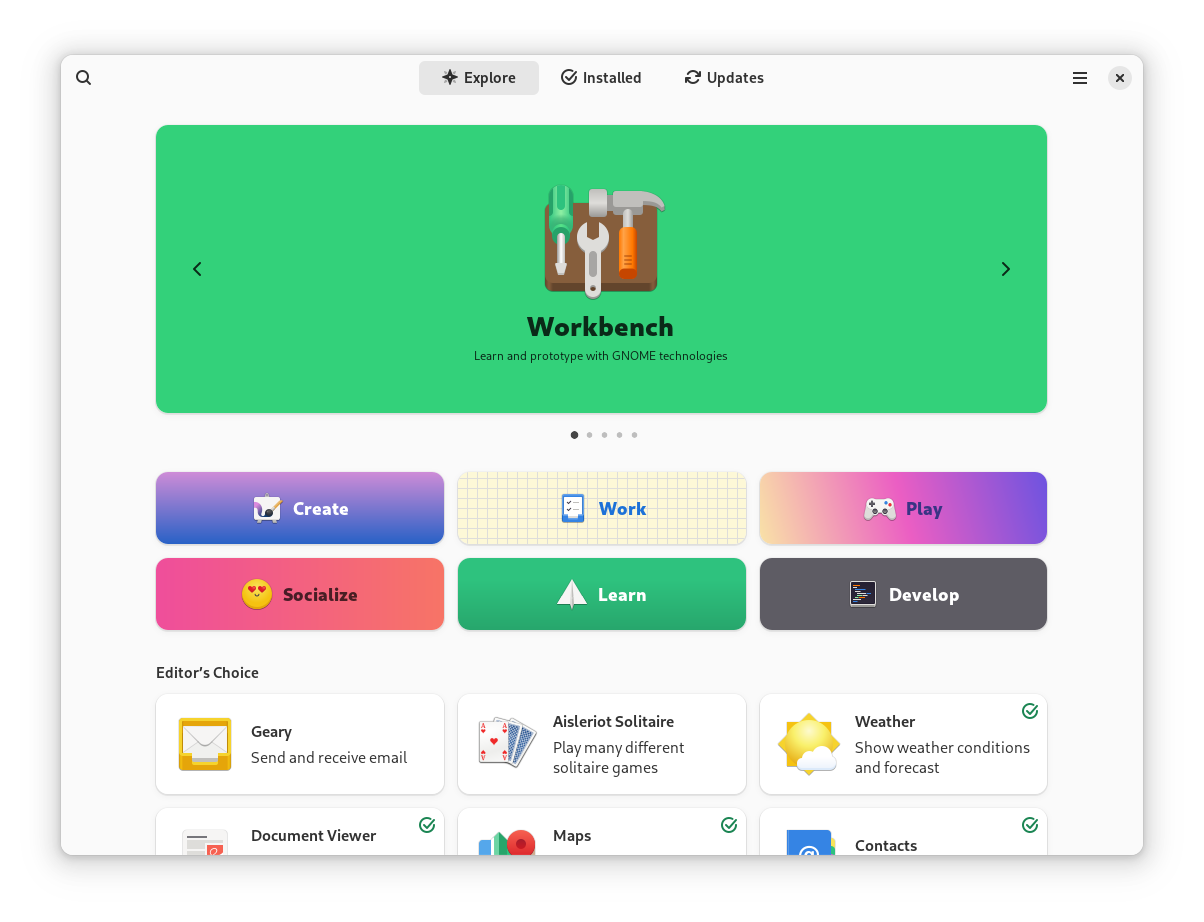 Explore
Installed
Updates
Workbench
Learn and prototype with GNOME technologies
Create
Work
Play
Socialize
Learn
Develop
Editor’s Choice
Geary
Send and receive email
Aisleriot Solitaire
Play many different
solitaire games
Weather
Show weather conditions
and forecast
Document Viewer
Maps
Contacts